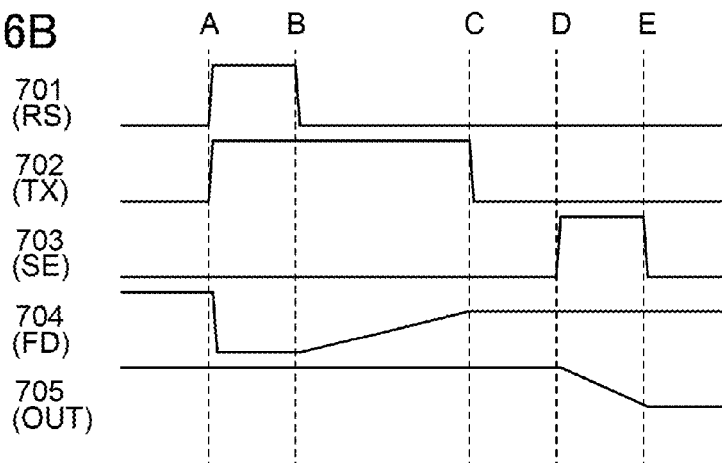 6B
A B C D E
701
(RS)
702
(TX)
703
(SE)
704
(FD)
705
(OUT)